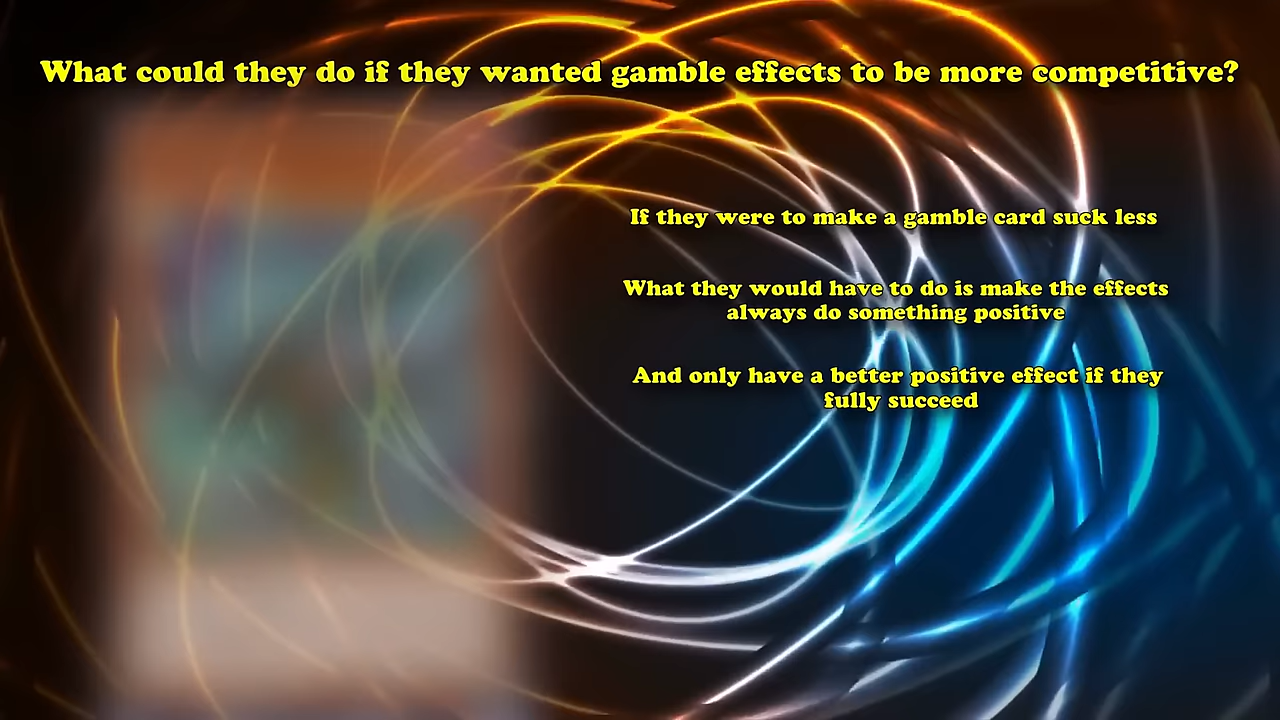 What could they do if they wanted gamble effects to be more competitive?
If they were to make a gamble card suck less
What they would have to do is make the effects
always do something positive
And only have a better positive effect if they
fully succeed